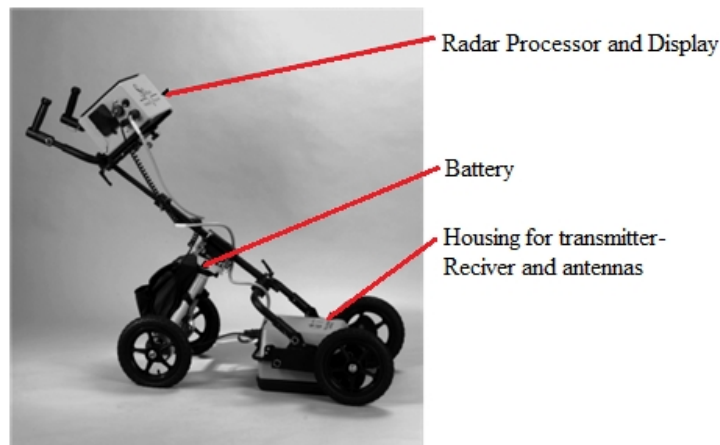 Radar Processor and Display
Battery
Housing for transmitter-
Reciver and antennas